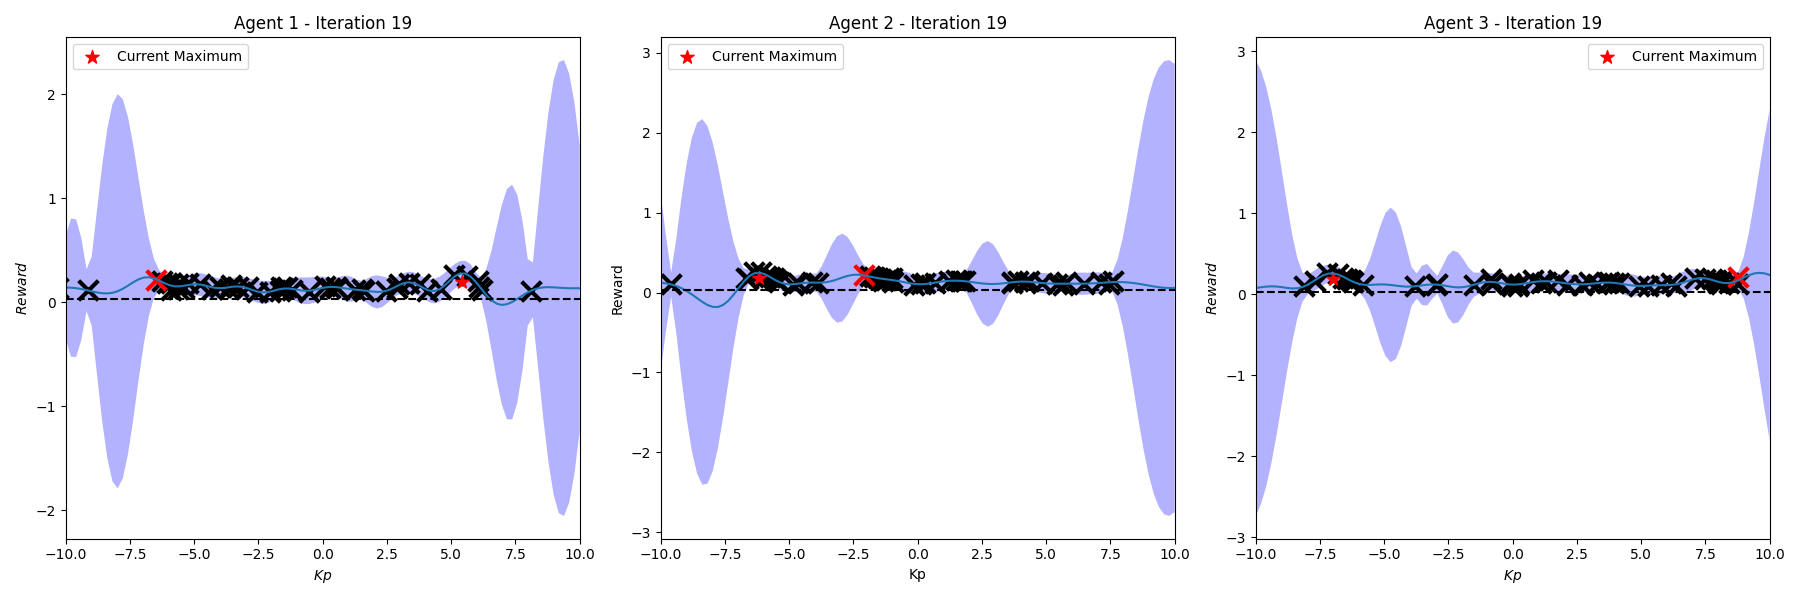 Agent 1 - Iteration 19
Current Maximum
2
1
0
−1
−2
Reward
−10.0 −7.5 −5.0 −2.5 0.0 2.5 5.0 7.5 10.0
Kp
Agent 2 - Iteration 19
Current Maximum
3
2
1
0
−1
−2
−3
Reward
−10.0 −7.5 −5.0 −2.5 0.0 2.5 5.0 7.5 10.0
Kp
Agent 3 - Iteration 19
Current Maximum
3
2
1
0
−1
−2
−3
Reward
−10.0 −7.5 −5.0 −2.5 0.0 2.5 5.0 7.5 10.0
Kp